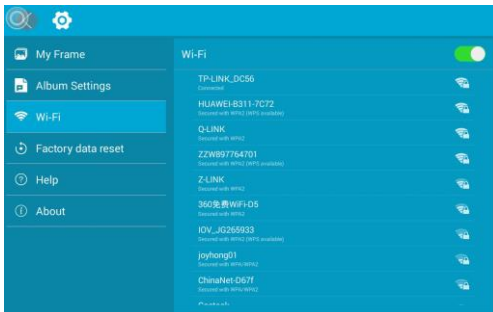 My Frame
Album Settings
Wi-Fi
Factory data reset
Help
About
Wi-Fi
TP-LINK_DC56
Connected
HUAWEI-B311-7C72
Secured with WPA2 (WPS available)
Q-LINK
Secured with WPA2
ZZW897764701
Secured with WPA2 (WPS available)
Z-LINK
Secured with WPA2
360免费WiFi-D5
Secured with WPA2
IOV_JG265933
Secured with WPA2 (WPS available)
joyhong01
Secured with WPA/WPA2
ChinaNet-D67f
Secured with WPA/WPA2